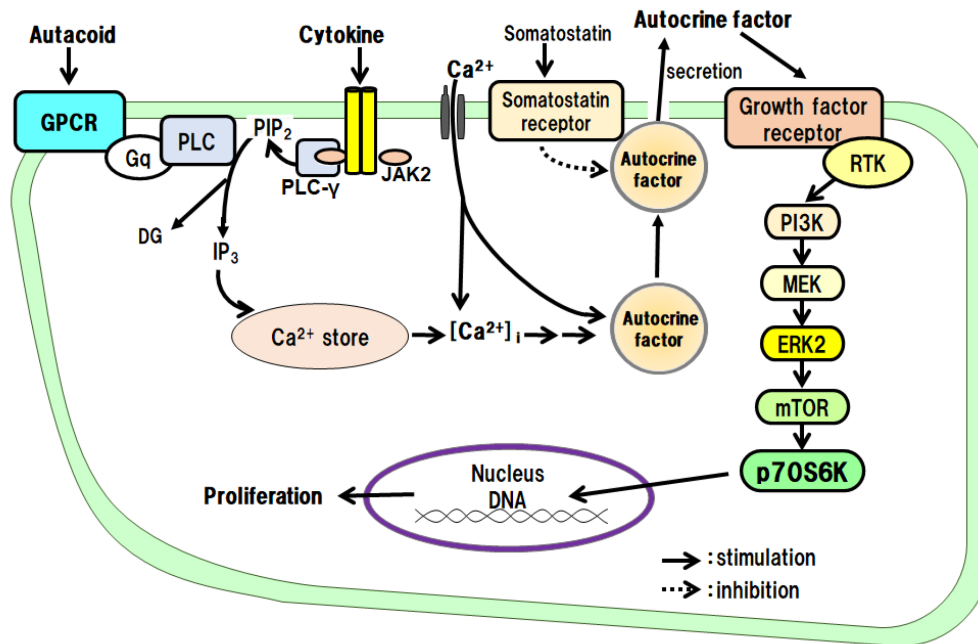 Autacoid
Cytokine
Somatostatin
Autocrine factor
Ca²⁺
secretion
GPCR
Gq
PLC
PIP₂
PLC-γ
JAK2
Somatostatin
receptor
Autocrine
factor
Growth factor
receptor
RTK
DG
IP₃
Ca²⁺ store
[Ca²⁺]ᵢ
Autocrine
factor
PI3K
MEK
ERK2
mTOR
p70S6K
Nucleus
DNA
Proliferation
: stimulation
: inhibition